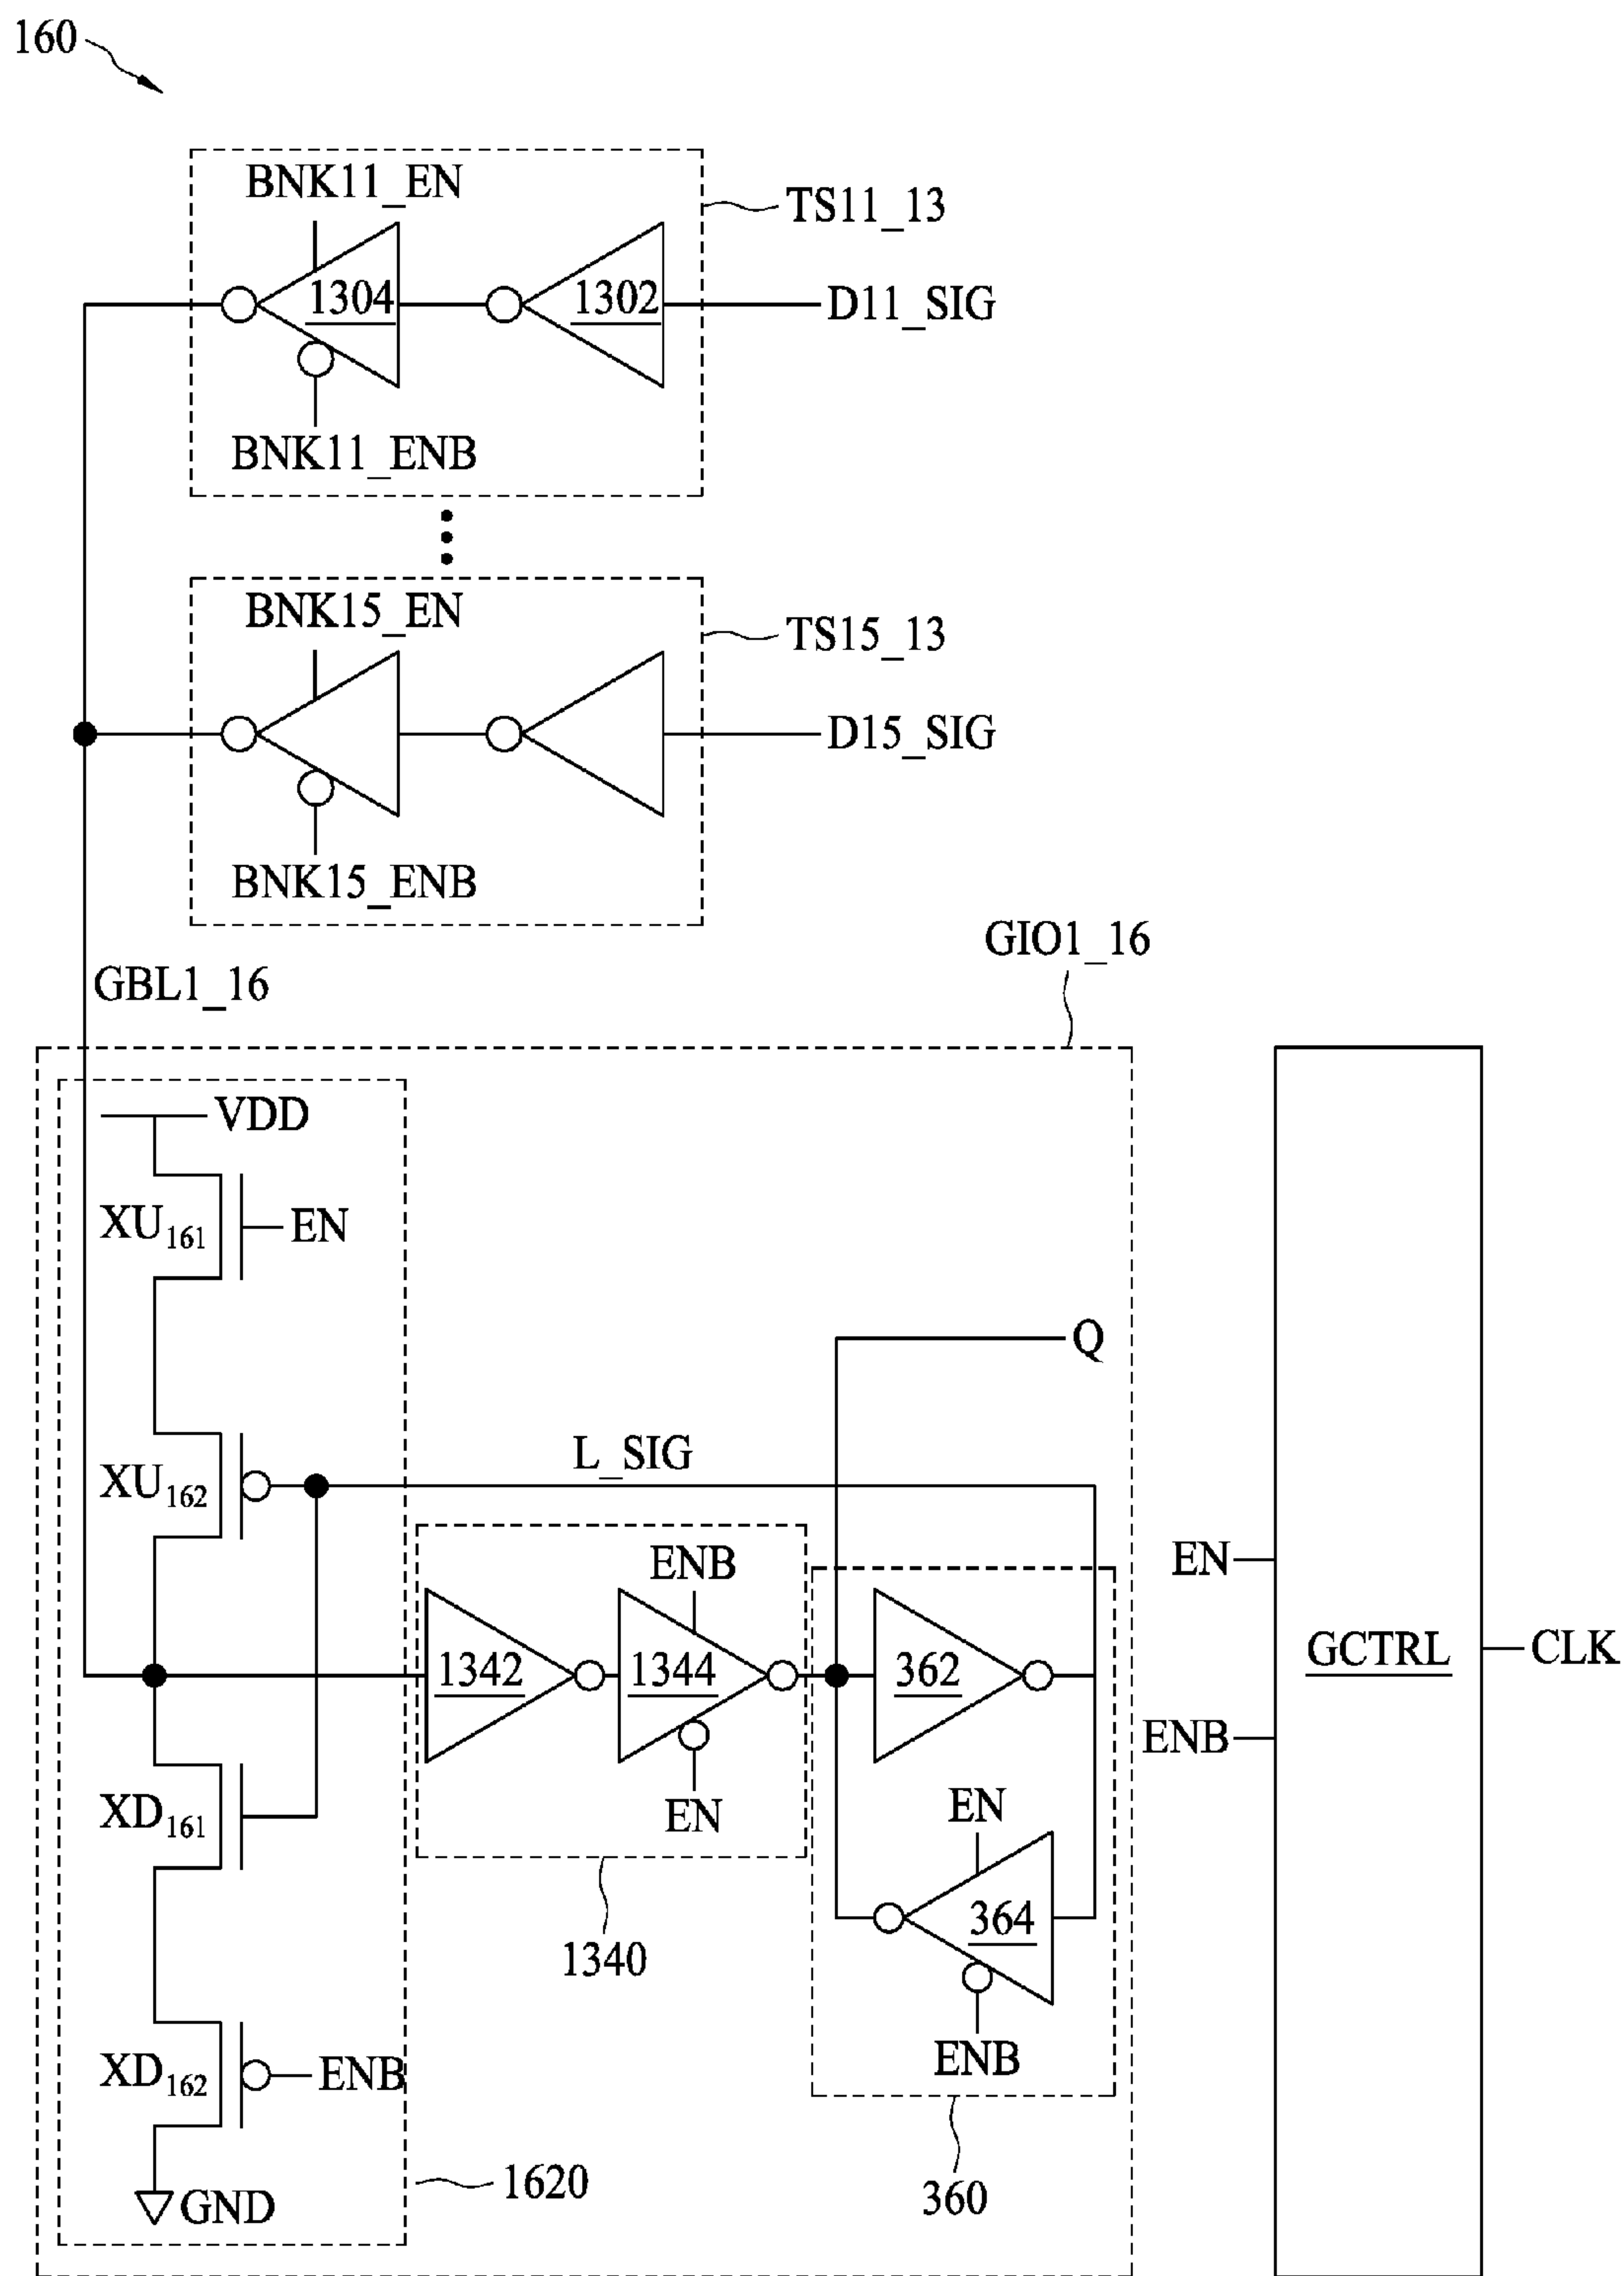 160
BNK11_EN
TS11_13
1304
1302
D11_SIG
BNK11_ENB
BNK15_EN
TS15_13
D15_SIG
BNK15_ENB
GIO1_16
GBL1_16
VDD
XU161
EN
Q
L_SIG
XU162
ENB
EN
1342
1344
362
GCTRL
CLK
ENB
XD161
EN
EN
364
1340
ENB
XD162
ENB
1620
360
GND